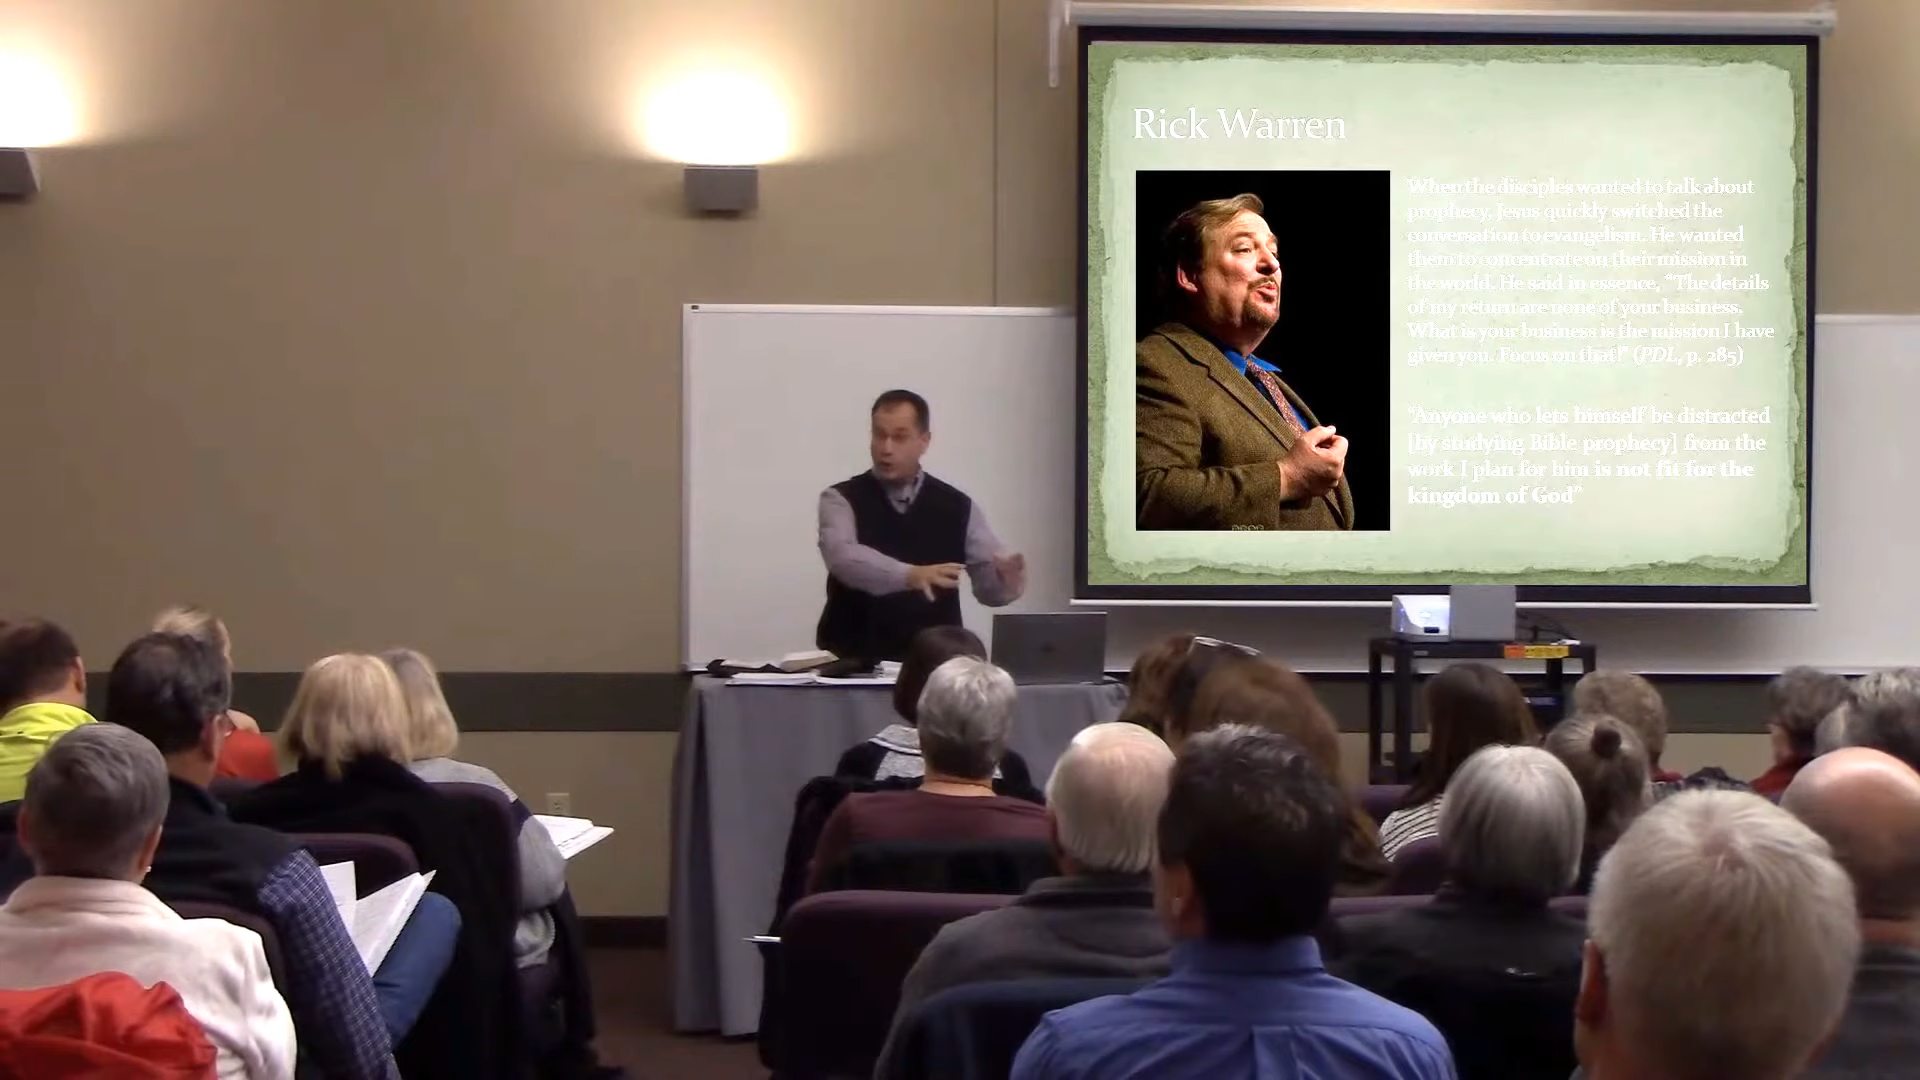 Rick Warren
When the disciples wanted to talk about
prophecy, Jesus quickly switched the
conversation to evangelism. He wanted
them to concentrate on their mission in
the world. He said in essence, “The details
of my return are none of your business.
What is your business is the mission I have
given you. Focus on that!” (PDL, p. 285)
“Anyone who lets himself be distracted
[by studying Bible prophecy] from the
work I plan for him is not fit for the
kingdom of God”